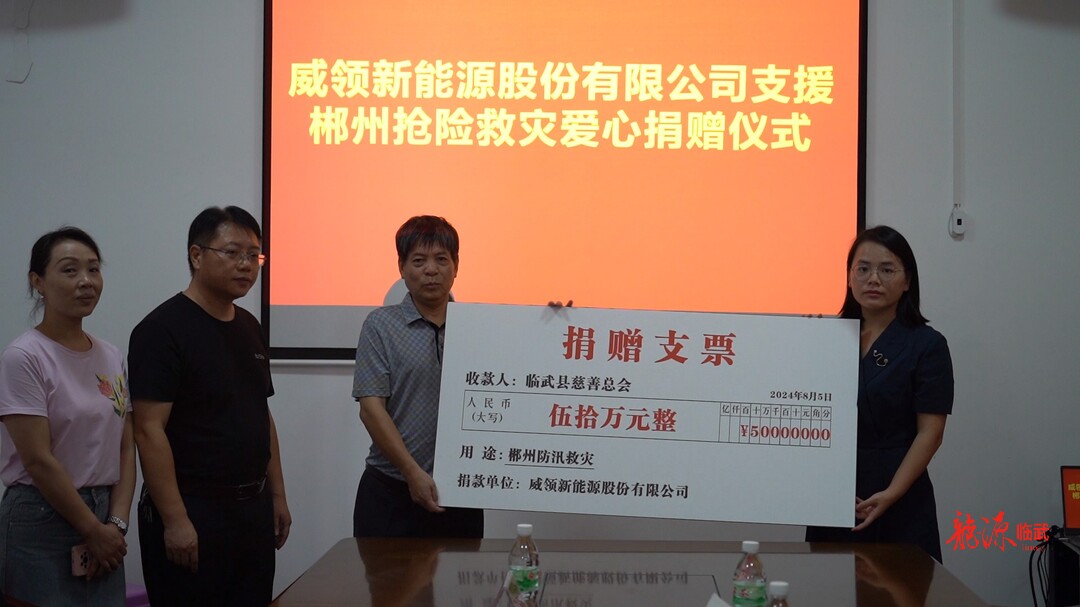 威领新能源股份有限公司支援
郴州抢险救灾爱心捐赠仪式
捐赠支票
收款人：临武县慈善总会
2024年8月5日
人民币
(大写)
伍拾万元整
亿仟百十万千百十元角分
¥50000000
用 途：郴州防汛救灾
捐款单位：威领新能源股份有限公司
龙源临武